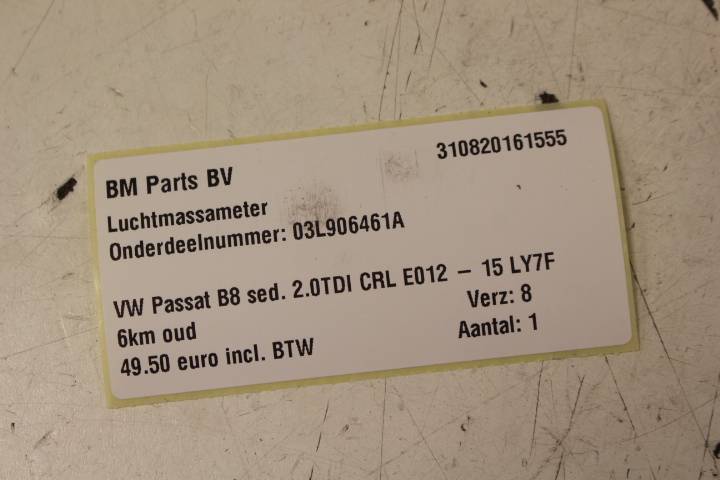 BM Parts BV
310820161555
Luchtmassameter
Onderdeelnummer: 03L906461A
VW Passat B8 sed. 2.0TDI CRL E012 – 15 LY7F
6km oud
Verz: 8
49.50 euro incl. BTW
Aantal: 1